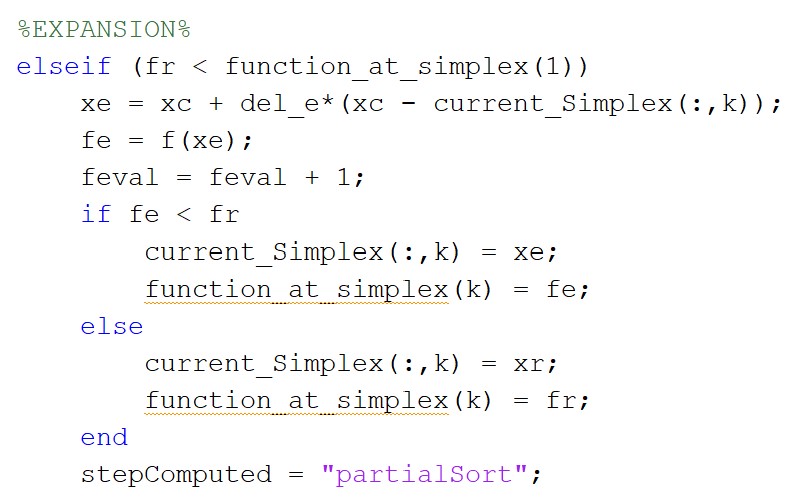 %EXPANSION%
elseif (fr < function_at_simplex(1))
xe = xc + del_e*(xc - current_Simplex(:,k));
fe = f(xe);
feval = feval + 1;
if fe < fr
current_Simplex(:,k) = xe;
function_at_simplex(k) = fe;
else
current_Simplex(:,k) = xr;
function_at_simplex(k) = fr;
end
stepComputed = "partialSort";